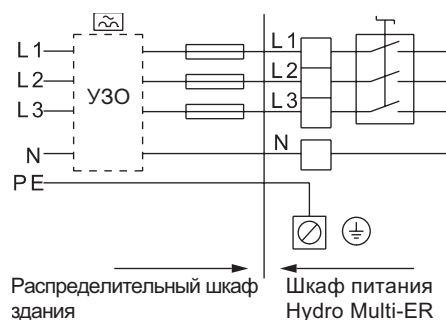 L1
L2
L3
N
PE
УЗО
L1
L2
L3
N
Распределительный шкаф
здания
Шкаф питания
Hydro Multi-ER